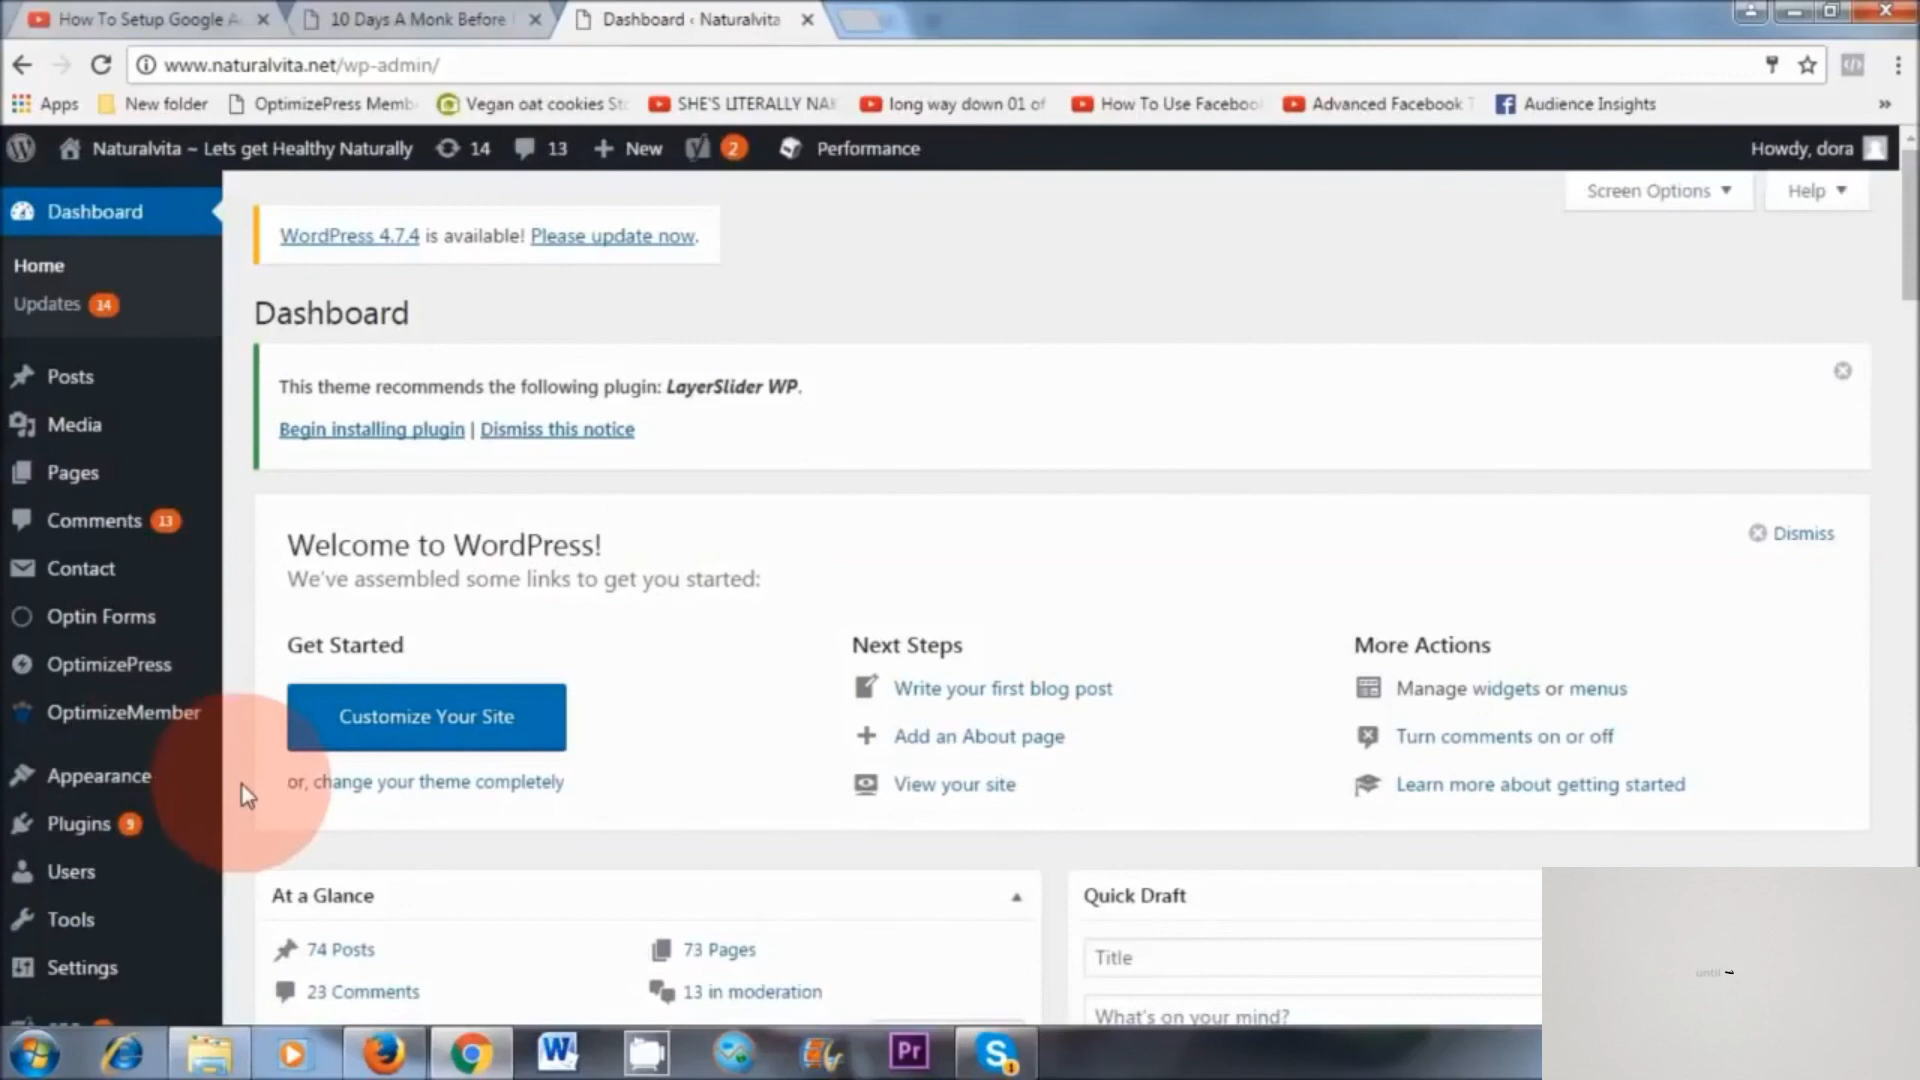 How To Setup Google A
10 Days A Monk Before
Dashboard ‹ Naturalvita
www.naturalvita.net/wp-admin/
Apps
New folder
OptimizePress Memb
Vegan oat cookies St
SHE'S LITERALLY NA
long way down 01 of
How To Use Faceboo
Advanced Facebook T
Audience Insights
»
Naturalvita ~ Lets get Healthy Naturally
14
13
New
2
Performance
Howdy, dora
Screen Options
Help
Dashboard
Home
Updates 14
Posts
Media
Pages
Comments 13
Contact
Optin Forms
OptimizePress
OptimizeMember
Appearance
Plugins 9
Users
Tools
Settings
WordPress 4.7.4 is available! Please update now.
Dashboard
This theme recommends the following plugin: LayerSlider WP.
Begin installing plugin | Dismiss this notice
Welcome to WordPress!
Dismiss
We've assembled some links to get you started:
Get Started
Customize Your Site
or, change your theme completely
Next Steps
Write your first blog post
Add an About page
View your site
More Actions
Manage widgets or menus
Turn comments on or off
Learn more about getting started
At a Glance
74 Posts
73 Pages
23 Comments
13 in moderation
Quick Draft
Title
What's on your mind?
until
Pr